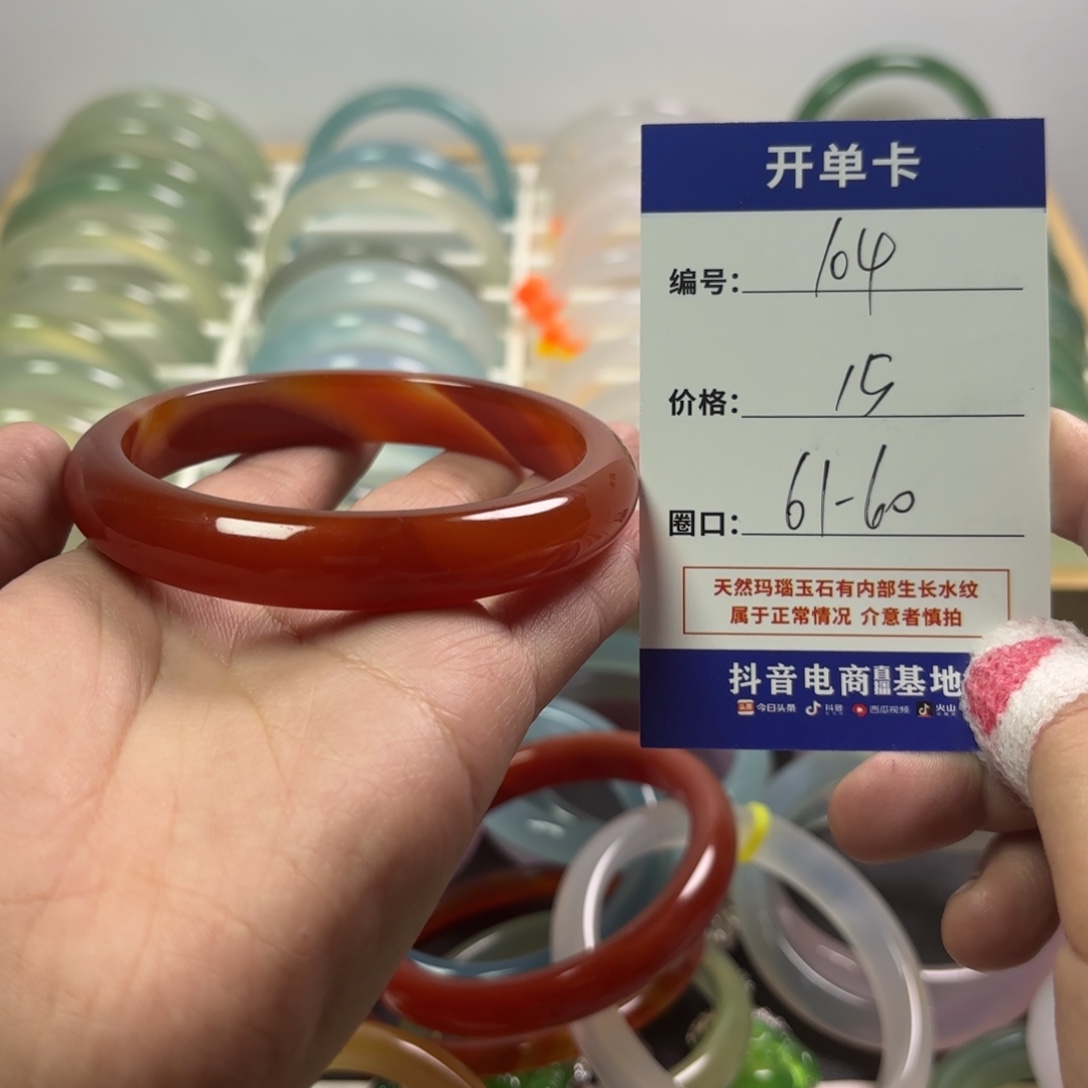 开单卡
编号: 104
价格: 15
圈口: 61-60
天然玛瑙玉石有内部生长水纹
属于正常情况 介意者慎拍
抖音电商直播基地
今日头条 抖音 西瓜视频 火山